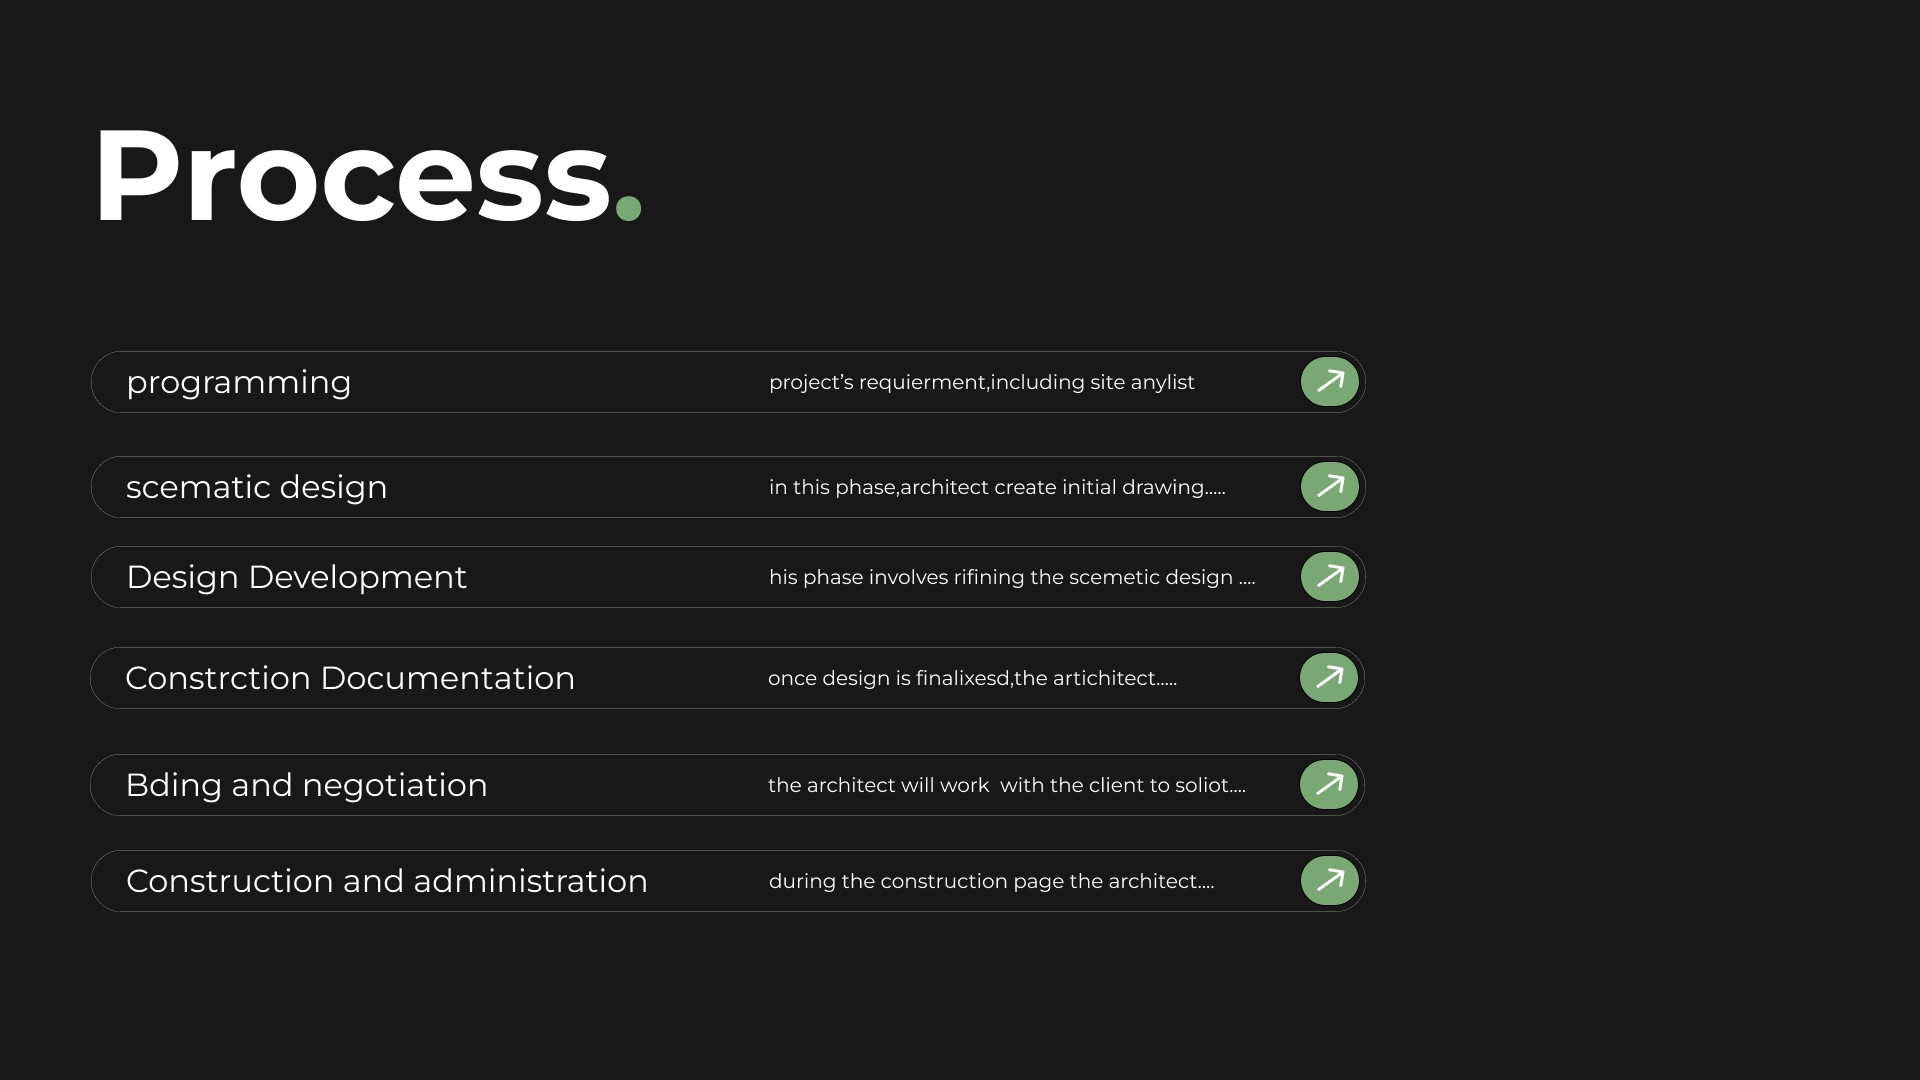 Process.
programming
project’s requierment,including site anylist
scematic design
in this phase,architect create initial drawing.....
Design Development
his phase involves rifining the scemetic design ....
Constrction Documentation
once design is finalixesd,the artichitect.....
Bding and negotiation
the architect will work  with the client to soliot....
Construction and administration
during the construction page the architect....